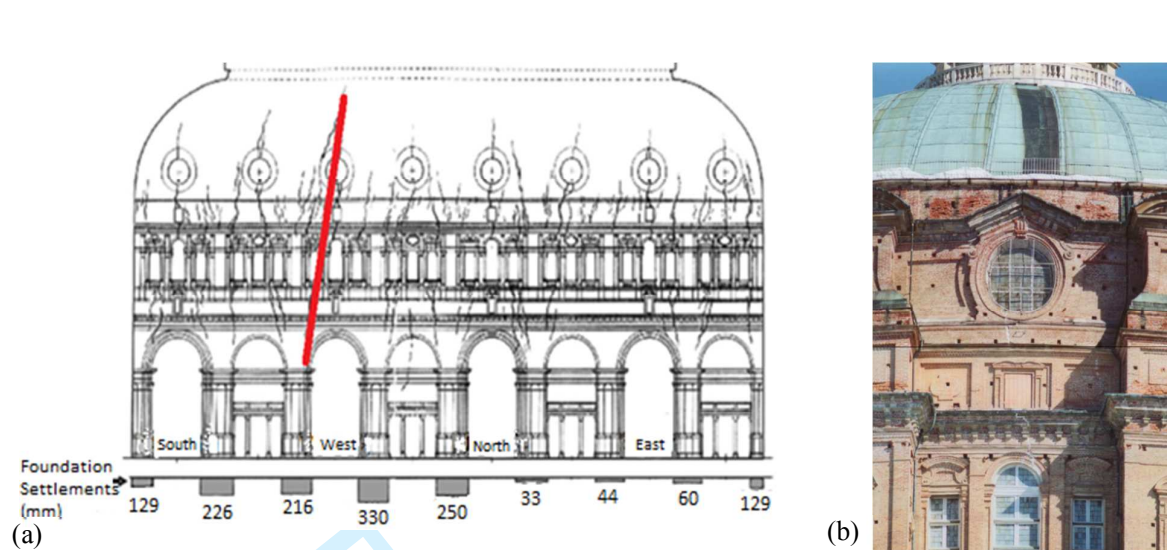 South
West
North
East
Foundation
Settlements
(mm)
129
226
216
330
250
33
44
60
129
(a)
(b)